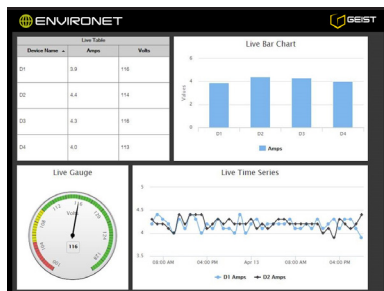 ENVIRONET
GEIST
Live Table
Device Name Amps Volts
D1 3.9 116
D2 4.4 114
D3 4.3 116
D4 4.0 113
Live Bar Chart
6
4
2
0
Values
D1 D2 D3 D4
Amps
Live Gauge
Volts
116
Live Time Series
5
4.5
4
3.5
08:00 AM 04:00 PM Apr 15 08:00 AM 04:00 PM
D1 Amps D2 Amps